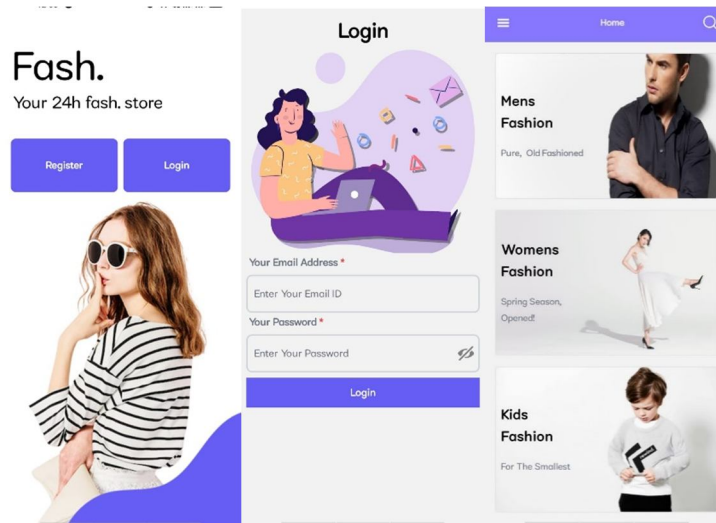 Fash.
Your 24h fash. store
Register
Login
Login
Your Email Address *
Enter Your Email ID
Your Password *
Enter Your Password
Login
Home
Mens
Fashion
Pure, Old Fashioned
Womens
Fashion
Spring Season,
Opened!
Kids
Fashion
For The Smallest